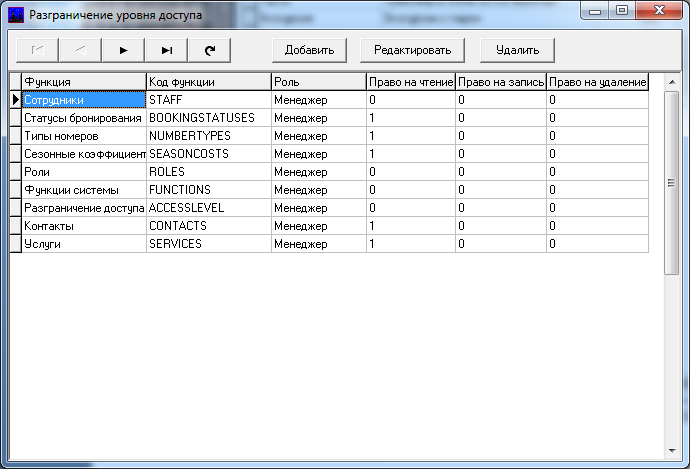 Разграничение уровня доступа
Добавить Редактировать Удалить
Функция Код функции Роль Право на чтение Право на запись Право на удаление
Сотрудники STAFF Менеджер 0 0 0
Статусы бронирования BOOKINGSTATUSES Менеджер 1 0 0
Типы номеров NUMBERTYPES Менеджер 1 0 0
Сезонные коэффициент SEASONCOSTS Менеджер 1 0 0
Роли ROLES Менеджер 0 0 0
Функции системы FUNCTIONS Менеджер 0 0 0
Разграничение доступа ACCESSLEVEL Менеджер 0 0 0
Контакты CONTACTS Менеджер 1 0 0
Услуги SERVICES Менеджер 1 0 0